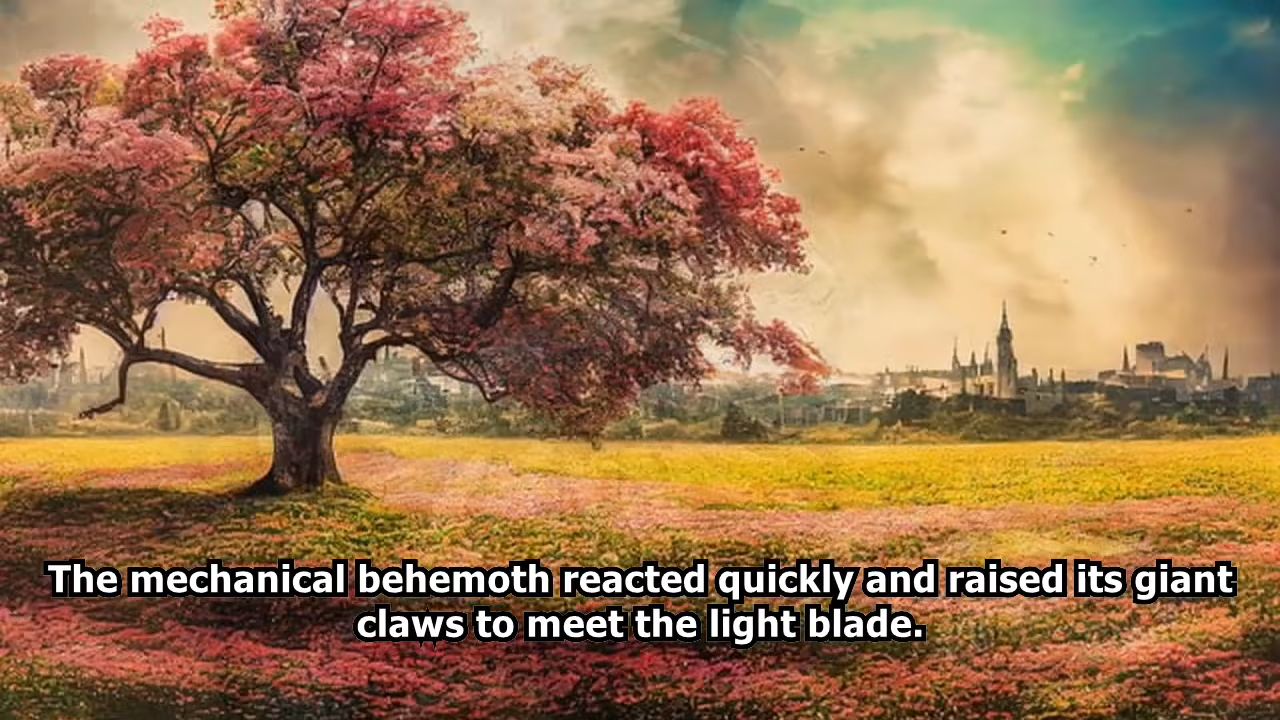 The mechanical behemoth reacted quickly and raised its giant
claws to meet the light blade.